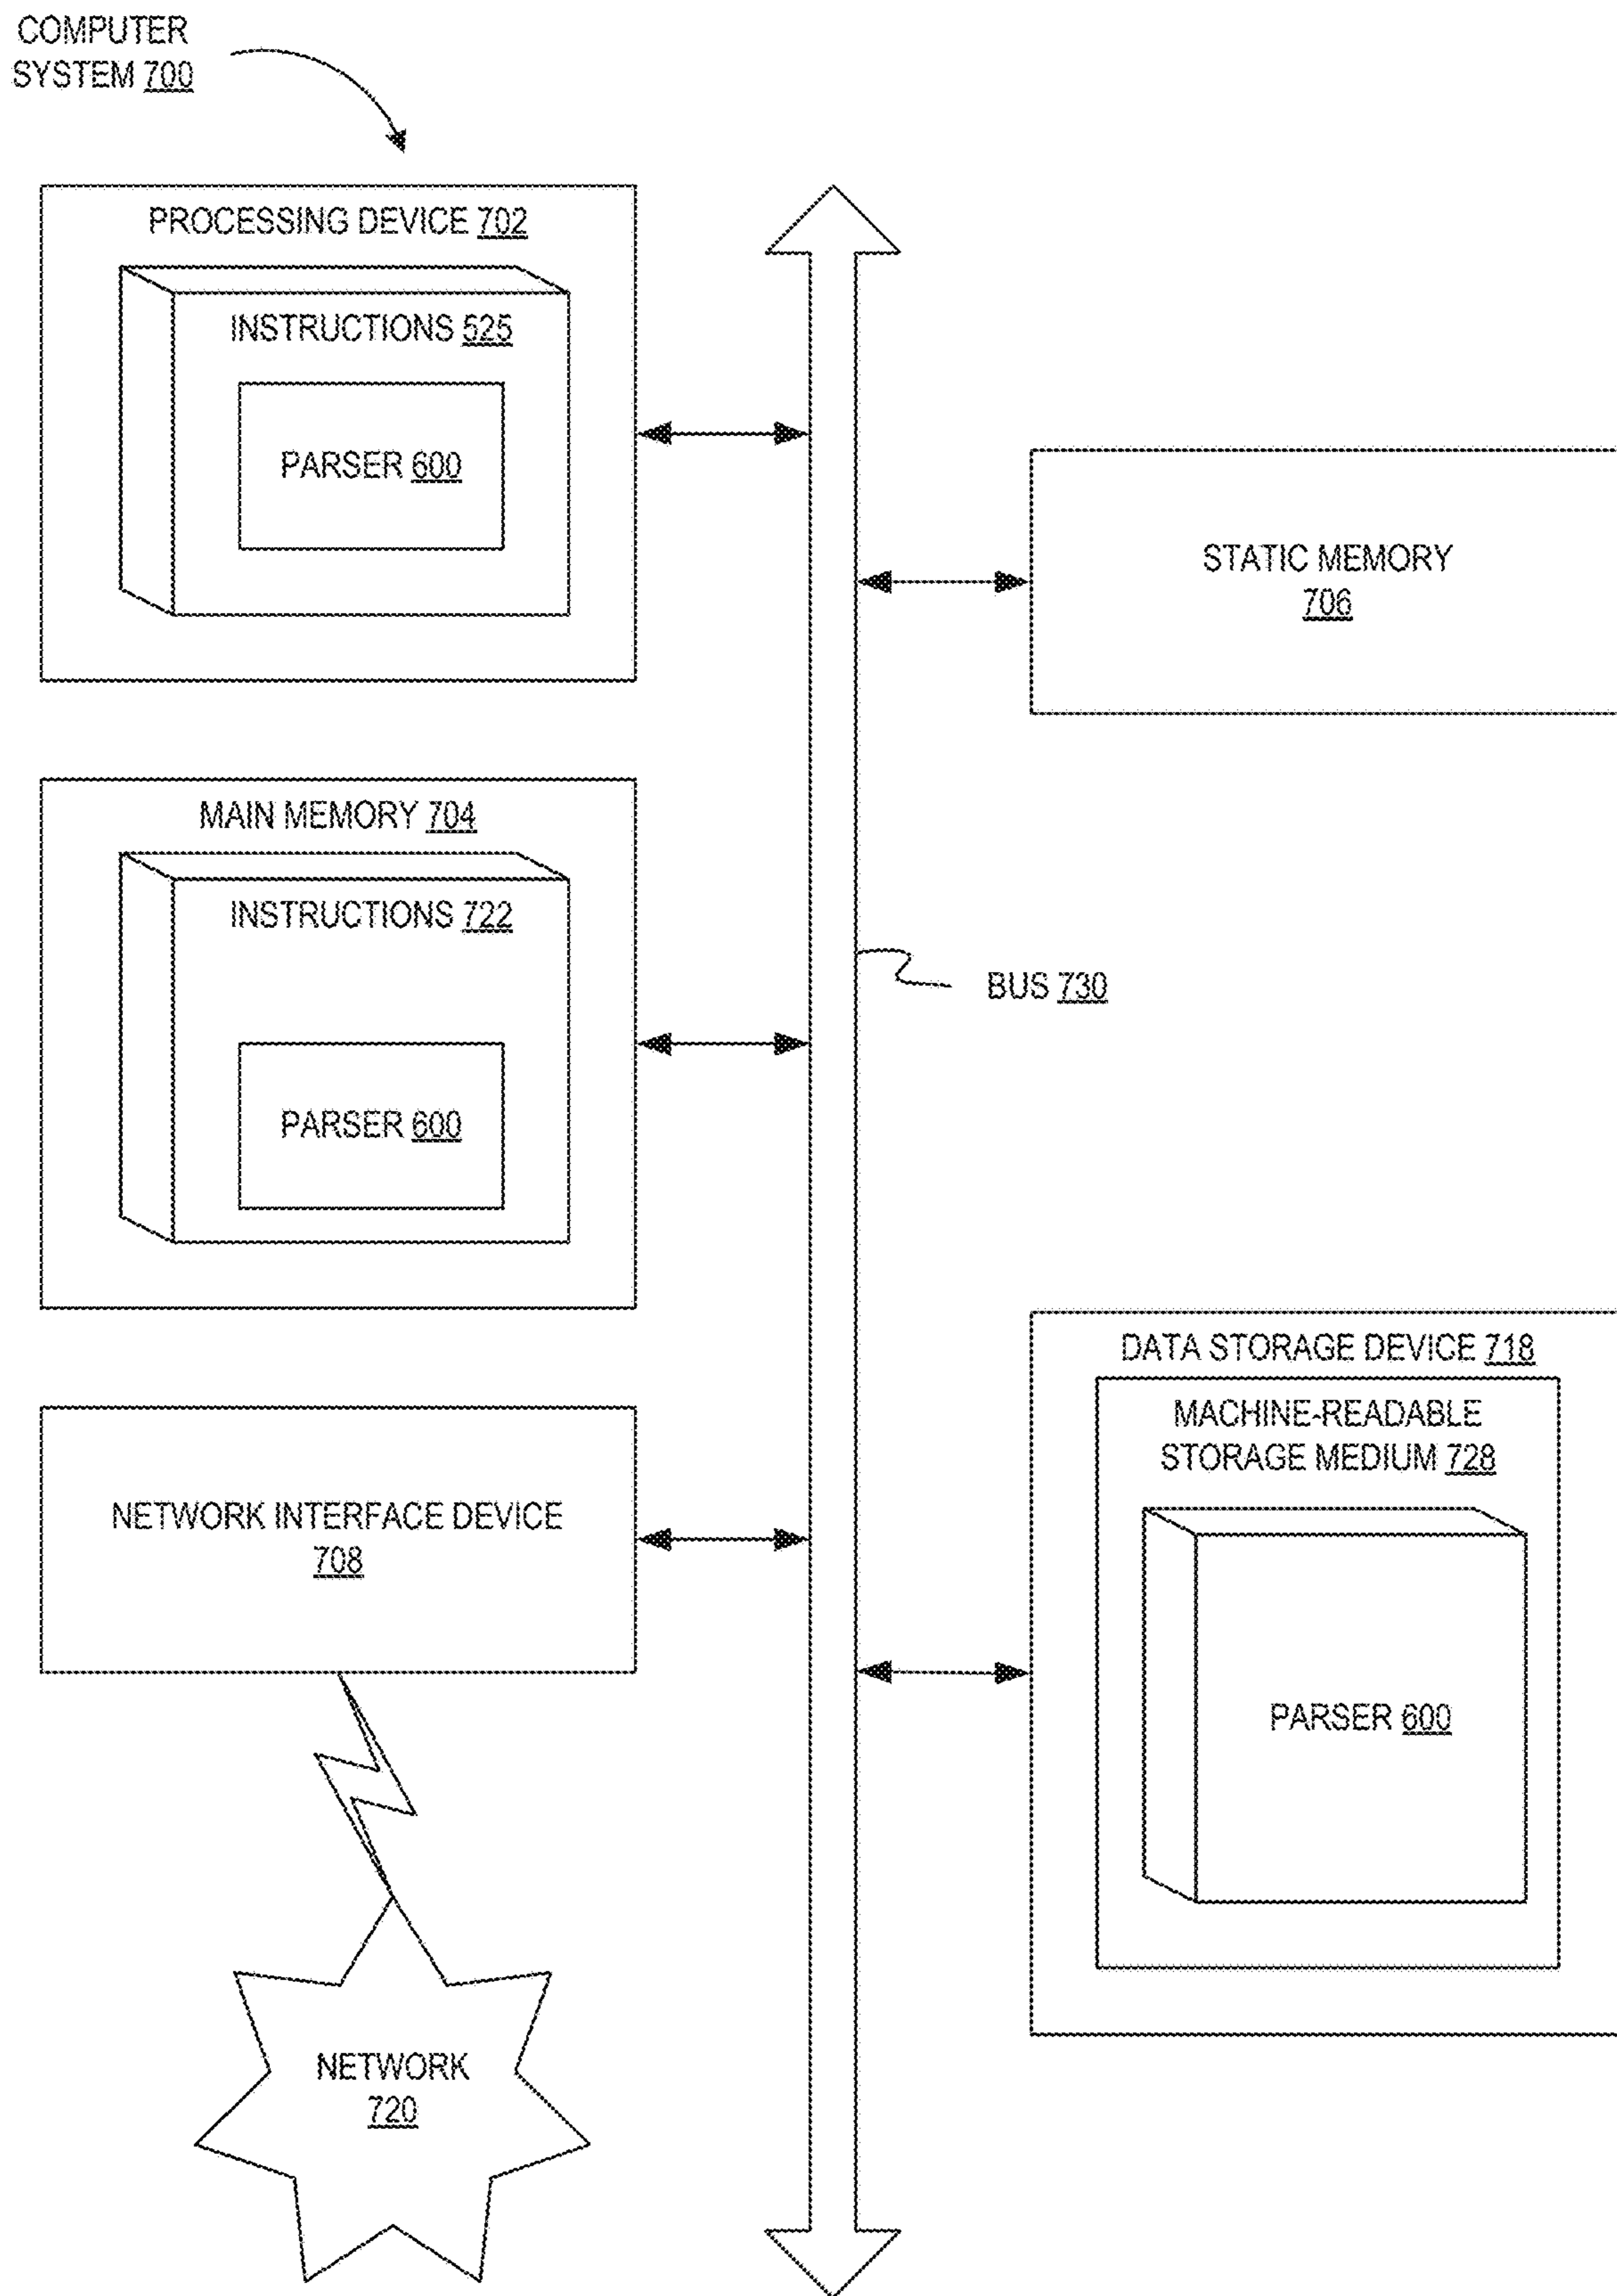 COMPUTER
SYSTEM 700
PROCESSING DEVICE 702
INSTRUCTIONS 525
PARSER 600
STATIC MEMORY
706
MAIN MEMORY 704
INSTRUCTIONS 722
PARSER 600
BUS 730
NETWORK INTERFACE DEVICE
708
DATA STORAGE DEVICE 718
MACHINE-READABLE
STORAGE MEDIUM 728
PARSER 600
NETWORK
720